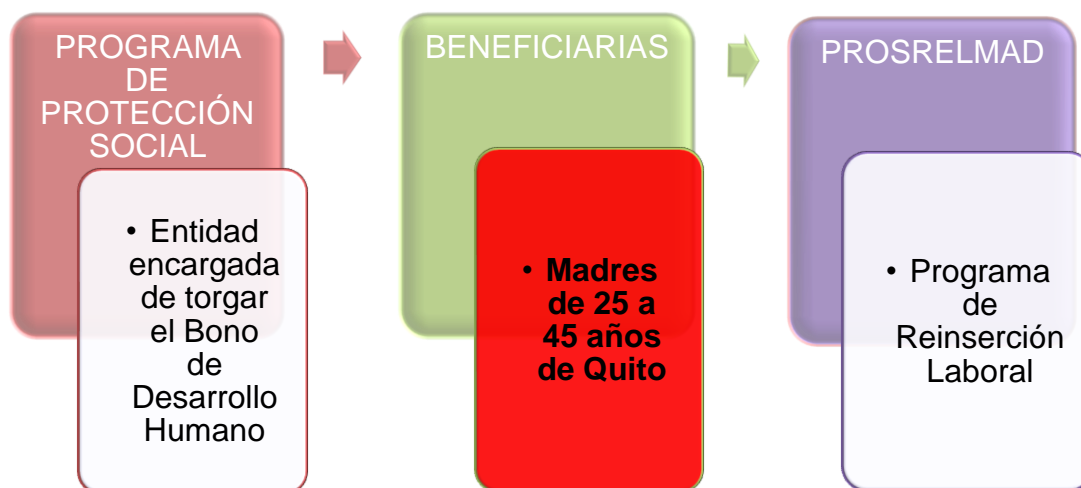 PROGRAMA
DE
PROTECCIÓN
SOCIAL
• Entidad
encargada
de torgar
el Bono
de
Desarrollo
Humano
BENEFICIARIAS
• Madres
de 25 a
45 años
de Quito
PROSRELMAD
• Programa
de
Reinserción
Laboral